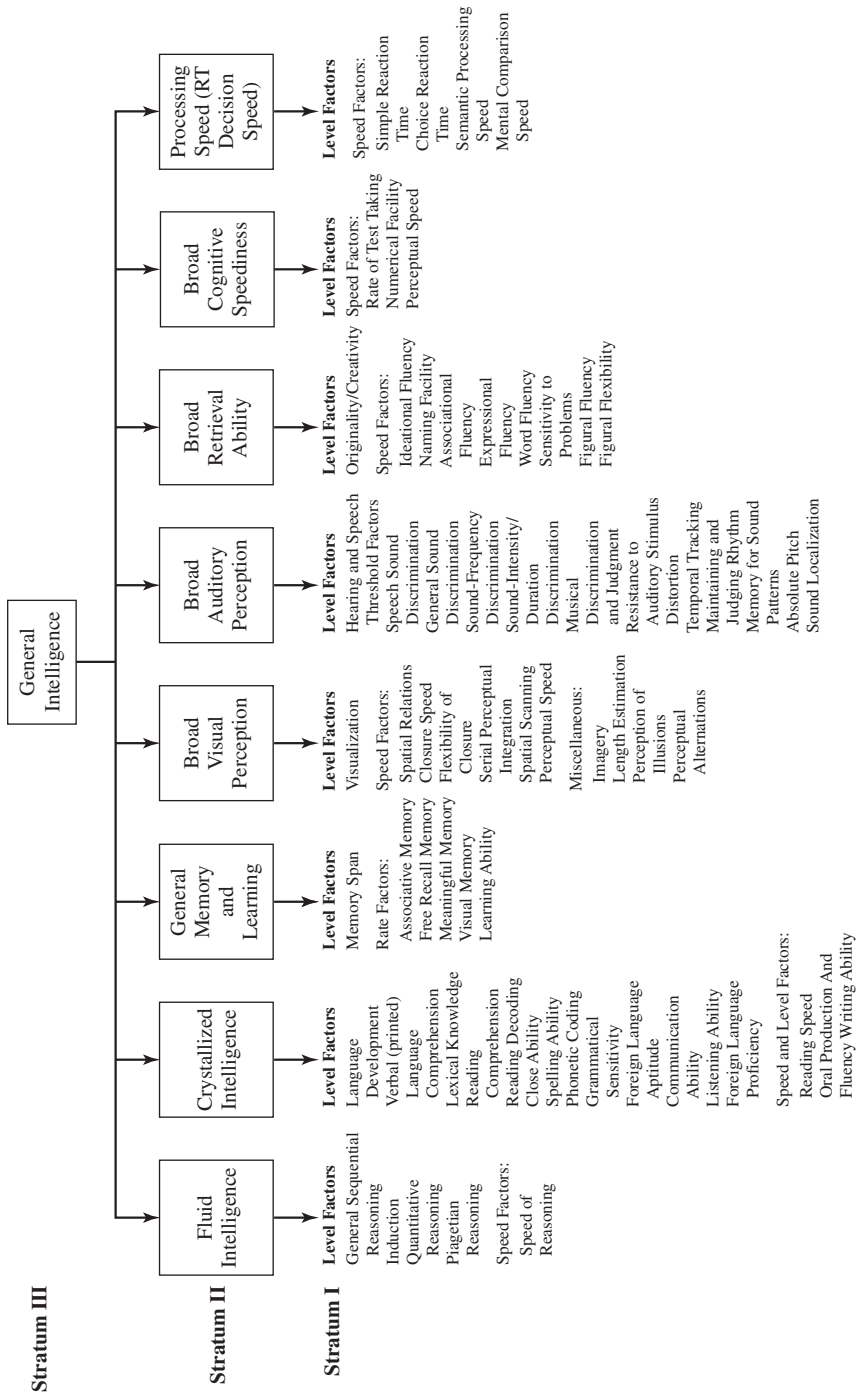 Stratum III
General
Intelligence
Stratum II
Fluid
Intelligence
Crystallized
Intelligence
General
Memory
and
Learning
Broad
Visual
Perception
Broad
Auditory
Perception
Broad
Retrieval
Ability
Broad
Cognitive
Speediness
Processing
Speed (RT
Decision
Speed)
Stratum I
Level Factors
General Sequential
Reasoning
Induction
Quantitative
Reasoning
Piagetian
Reasoning
Speed Factors:
Speed of
Reasoning
Level Factors
Language
Development
Verbal (printed)
Language
Comprehension
Lexical Knowledge
Reading
Comprehension
Reading Decoding
Close Ability
Spelling Ability
Phonetic Coding
Grammatical
Sensitivity
Foreign Language
Aptitude
Communication
Ability
Listening Ability
Foreign Language
Proficiency
Speed and Level Factors:
Reading Speed
Oral Production And
Fluency Writing Ability
Level Factors
Memory Span
Rate Factors:
Associative Memory
Free Recall Memory
Meaningful Memory
Visual Memory
Learning Ability
Level Factors
Visualization
Speed Factors:
Spatial Relations
Closure Speed
Flexibility of
Closure
Serial Perceptual
Integration
Spatial Scanning
Perceptual Speed
Miscellaneous:
Imagery
Length Estimation
Perception of
Illusions
Perceptual
Alternations
Level Factors
Hearing and Speech
Threshold Factors
Speech Sound
Discrimination
General Sound
Discrimination
Sound-Frequency
Discrimination
Sound-Intensity/
Duration
Discrimination
Musical
Discrimination
and Judgment
Resistance to
Auditory Stimulus
Distortion
Temporal Tracking
Maintaining and
Judging Rhythm
Memory for Sound
Patterns
Absolute Pitch
Sound Localization
Level Factors
Originality/Creativity
Speed Factors:
Ideational Fluency
Naming Facility
Associational
Fluency
Expressional
Fluency
Word Fluency
Sensitivity to
Problems
Figural Fluency
Figural Flexibility
Level Factors
Speed Factors:
Rate of Test Taking
Numerical Facility
Perceptual Speed
Level Factors
Speed Factors:
Simple Reaction
Time
Choice Reaction
Time
Semantic Processing
Speed
Mental Comparison
Speed